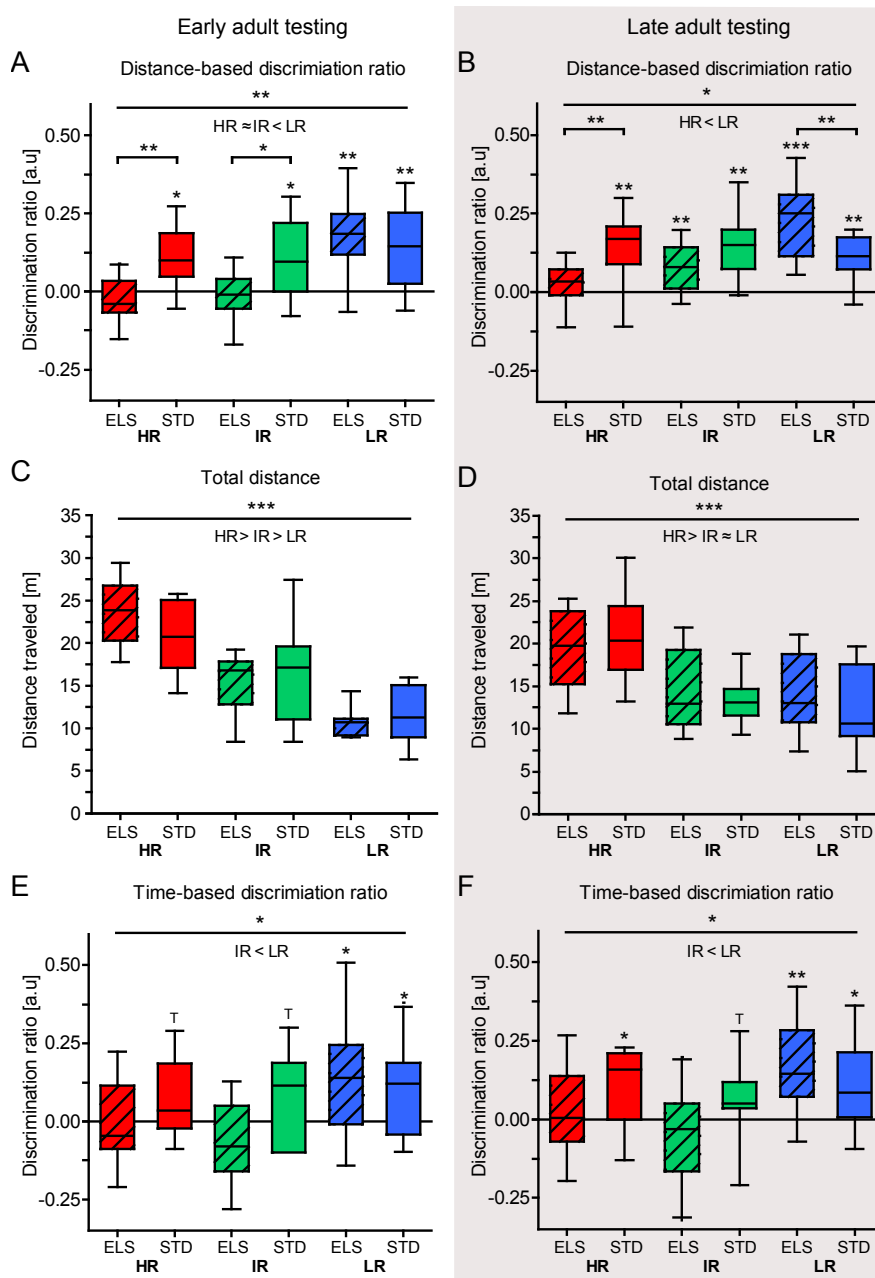 Early adult testing
Late adult testing
A
Distance-based discrimiation ratio
**
HR ≈ IR < LR
** * ** **
* *
0.50
0.25
0.00
-0.25
Discrimination ratio [a.u]
ELS STD ELS STD ELS STD
HR IR LR
B
Distance-based discrimiation ratio
*
HR < LR
** **
***
** ** ** **
0.50
0.25
0.00
-0.25
Discrimination ratio [a.u]
ELS STD ELS STD ELS STD
HR IR LR
C
Total distance
***
HR > IR > LR
35
30
25
20
15
10
5
0
Distance traveled [m]
ELS STD ELS STD ELS STD
HR IR LR
D
Total distance
***
HR > IR ≈ LR
35
30
25
20
15
10
5
0
Distance traveled [m]
ELS STD ELS STD ELS STD
HR IR LR
E
Time-based discrimiation ratio
*
IR < LR
*
T T *
0.50
0.25
0.00
-0.25
Discrimination ratio [a.u]
ELS STD ELS STD ELS STD
HR IR LR
F
Time-based discrimiation ratio
*
IR < LR
**
* T *
0.50
0.25
0.00
-0.25
Discrimination ratio [a.u]
ELS STD ELS STD ELS STD
HR IR LR